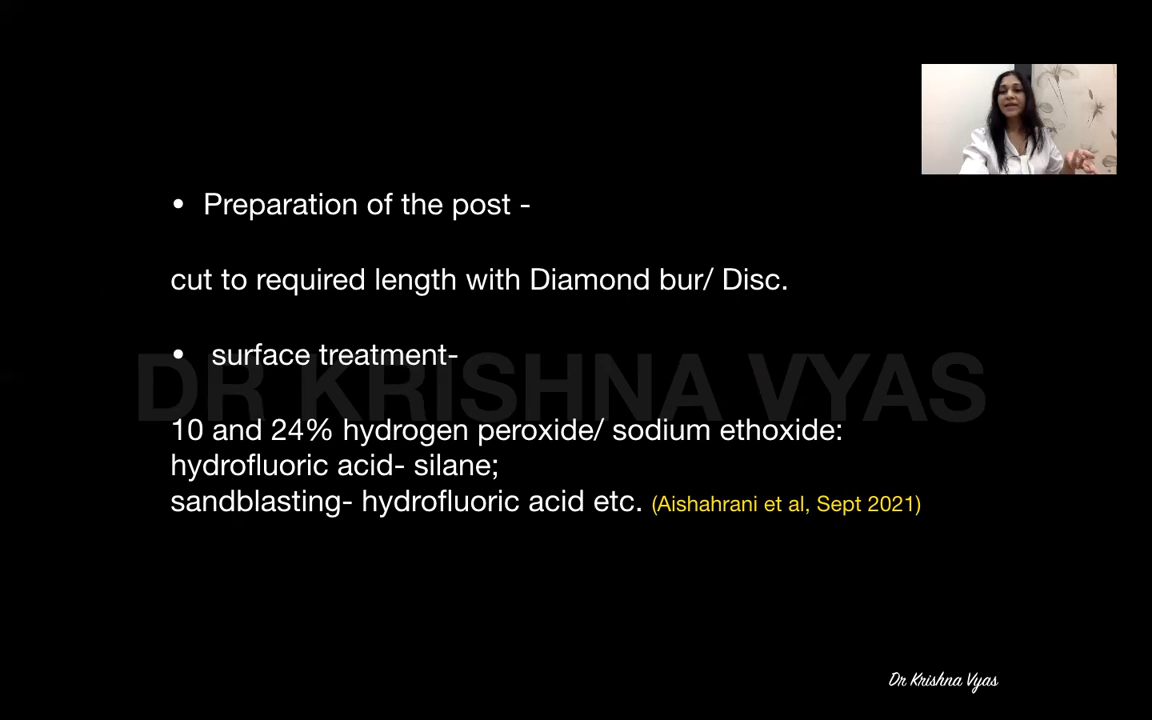 • Preparation of the post -
cut to required length with Diamond bur/ Disc.
• surface treatment-
DR KRISHNA VYAS
10 and 24% hydrogen peroxide/ sodium ethoxide:
hydrofluoric acid- silane;
sandblasting- hydrofluoric acid etc. (Aishahrani et al, Sept 2021)
Dr Krishna Vyas